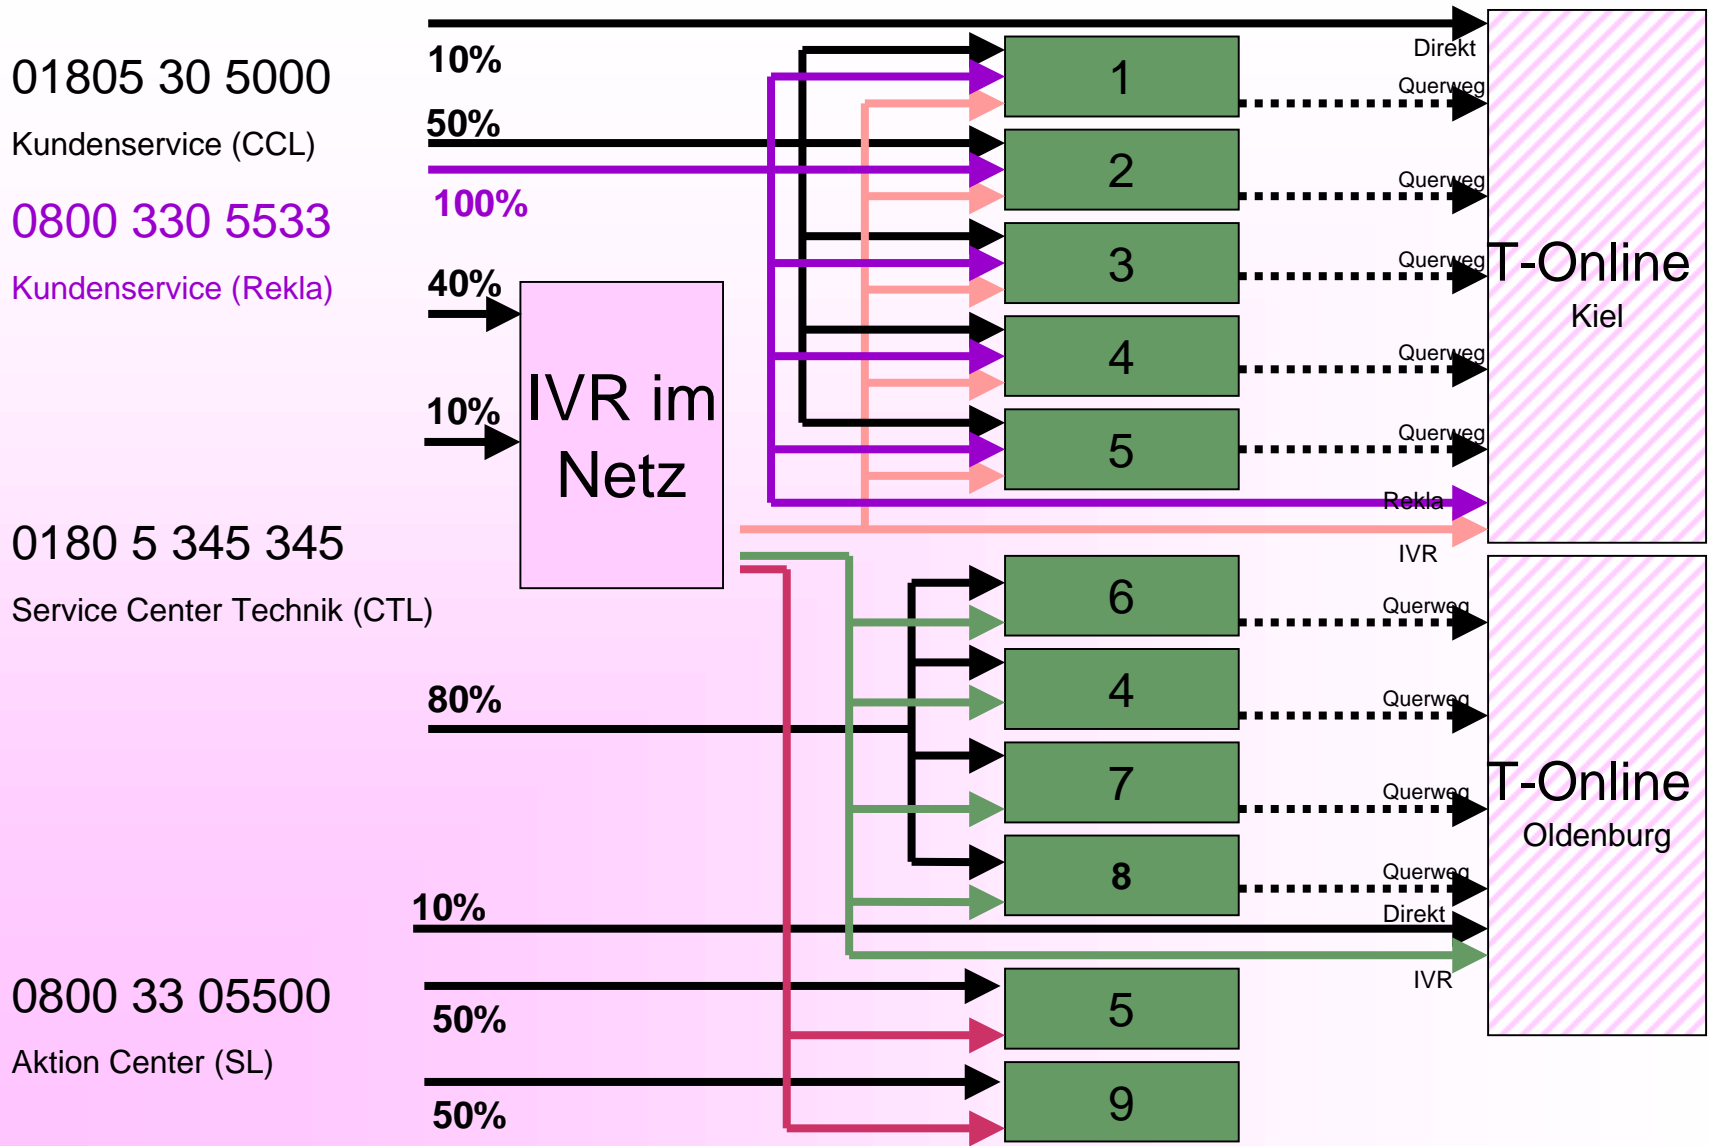 01805 30 5000
Kundenservice (CCL)
0800 330 5533
Kundenservice (Rekla)
0180 5 345 345
Service Center Technik (CTL)
0800 33 05500
Aktion Center (SL)
10%
50%
100%
40%
10%
80%
10%
50%
50%
IVR im
Netz
1
2
3
4
5
6
4
7
8
5
9
Direkt
Querweg
Querweg
Querweg
Querweg
Querweg
Rekla
IVR
Querweg
Querweg
Querweg
Querweg
Direkt
IVR
T-Online
Kiel
T-Online
Oldenburg